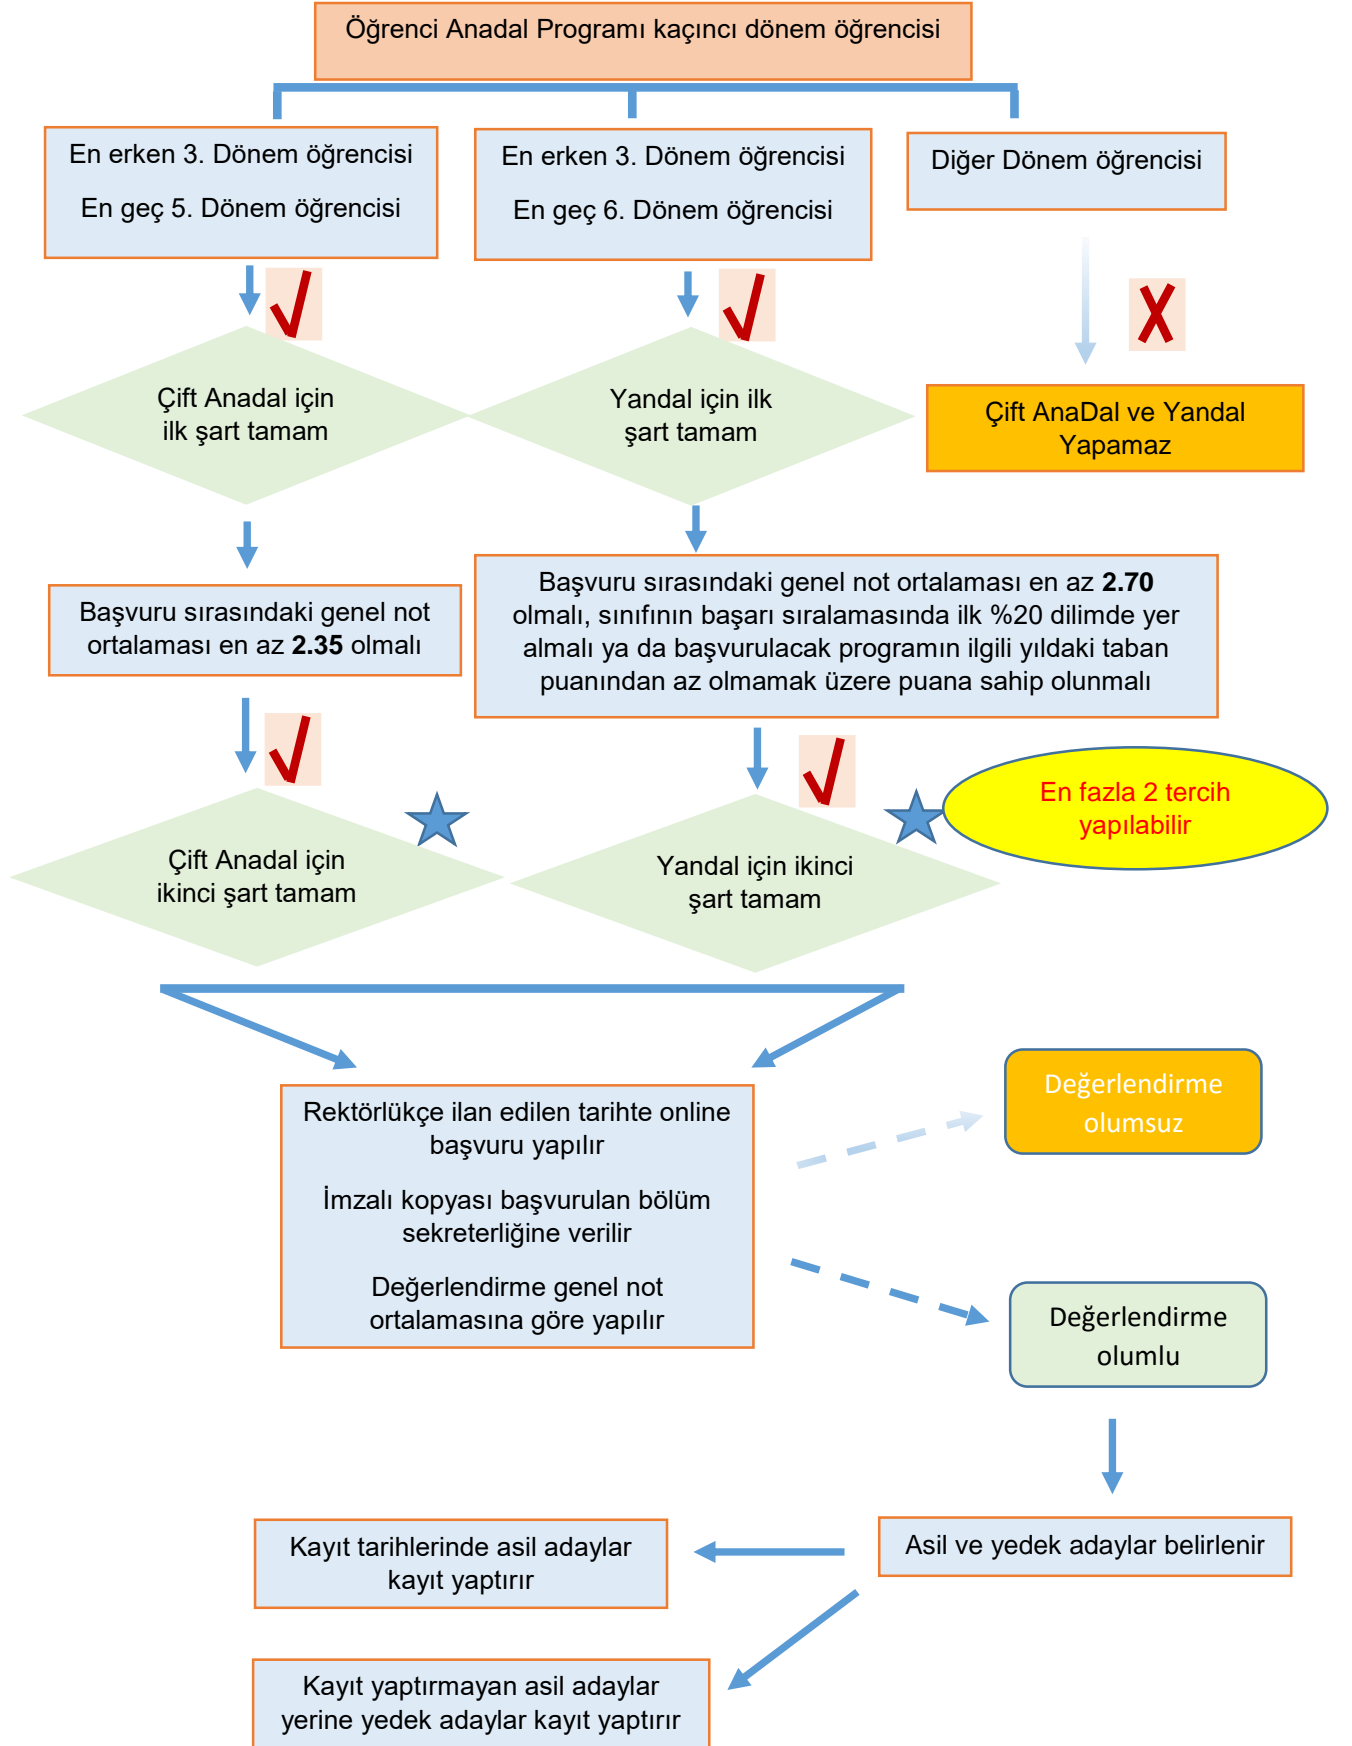 Öğrenci Anadal Programı kaçıncı dönem öğrencisi
En erken 3. Dönem öğrencisi
En geç 5. Dönem öğrencisi
En erken 3. Dönem öğrencisi
En geç 6. Dönem öğrencisi
Diğer Dönem öğrencisi
Çift Anadal için
ilk şart tamam
Yandal için ilk
şart tamam
Çift AnaDal ve Yandal
Yapamaz
Başvuru sırasındaki genel not
ortalaması en az 2.35 olmalı
Başvuru sırasındaki genel not ortalaması en az 2.70
olmalı, sınıfının başarı sıralamasında ilk %20 dilimde yer
almalı ya da başvurulacak programın ilgili yıldaki taban
puanından az olmamak üzere puana sahip olunmalı
En fazla 2 tercih
yapılabilir
Çift Anadal için
ikinci şart tamam
Yandal için ikinci
şart tamam
Rektörlükçe ilan edilen tarihte online
başvuru yapılır
İmzalı kopyası başvurulan bölüm
sekreterliğine verilir
Değerlendirme genel not
ortalamasına göre yapılır
Değerlendirme
olumsuz
Değerlendirme
olumlu
Asil ve yedek adaylar belirlenir
Kayıt tarihlerinde asil adaylar
kayıt yaptırır
Kayıt yaptırmayan asil adaylar
yerine yedek adaylar kayıt yaptırır